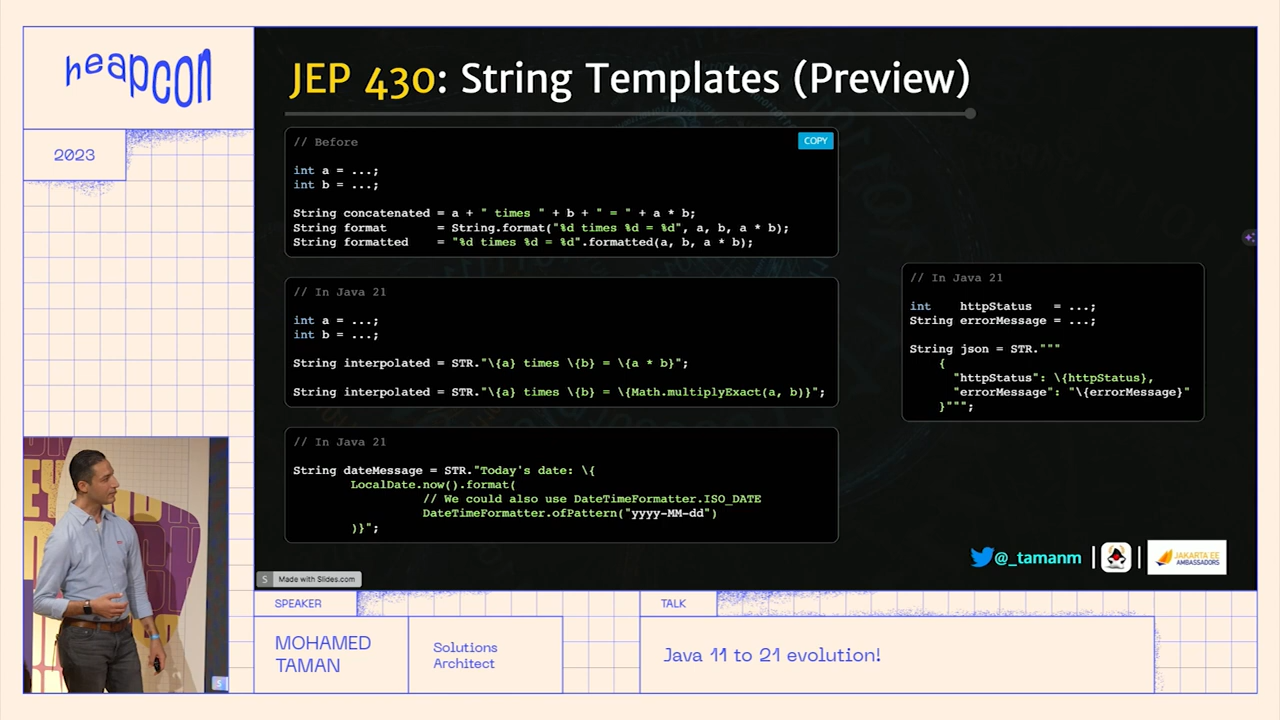 heapcon
2023
JEP 430: String Templates (Preview)
// Before
COPY
int a = ...;
int b = ...;
String concatenated = a + " times " + b + " = " + a * b;
String format       = String.format("%d times %d = %d", a, b, a * b);
String formatted    = "%d times %d = %d".formatted(a, b, a * b);
// In Java 21
int a = ...;
int b = ...;
String interpolated = STR."\{a} times \{b} = \{a * b}";
String interpolated = STR."\{a} times \{b} = \{Math.multiplyExact(a, b)}";
// In Java 21
String dateMessage = STR."Today's date: \{
        LocalDate.now().format(
                  // We could also use DateTimeFormatter.ISO_DATE
                  DateTimeFormatter.ofPattern("yyyy-MM-dd")
        )}";
// In Java 21
int    httpStatus   = ...;
String errorMessage = ...;
String json = STR."""
    {
      "httpStatus": \{httpStatus},
      "errorMessage": "\{errorMessage}"
    }""";
@_tamanm
JAKARTA EE
AMBASSADORS
S Made with Slides.com
SPEAKER
MOHAMED
TAMAN
Solutions
Architect
TALK
Java 11 to 21 evolution!